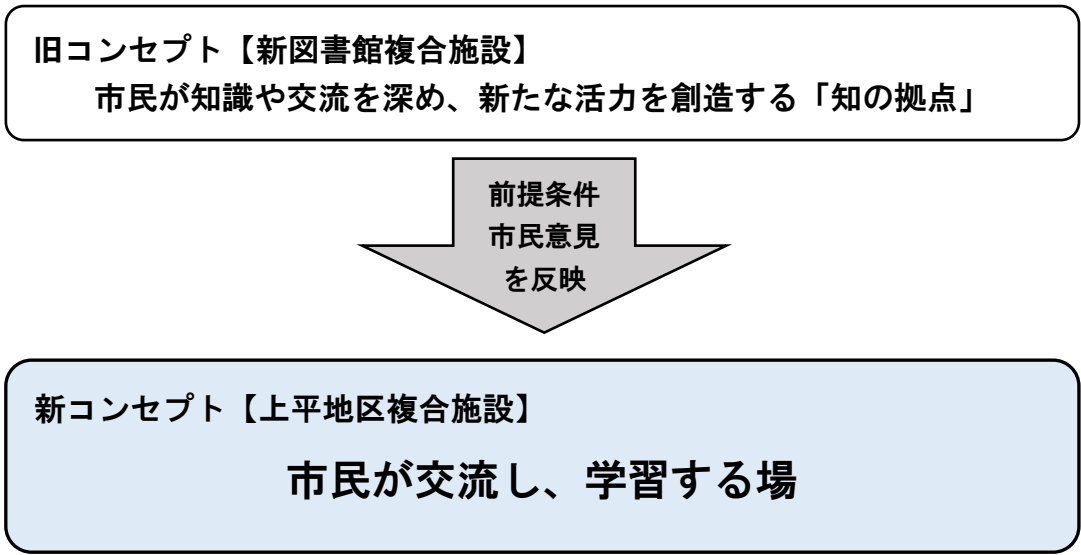 旧コンセプト【新図書館複合施設】
市民が知識や交流を深め、新たな活力を創造する「知の拠点」
前提条件
市民意見
を反映
新コンセプト【上平地区複合施設】
市民が交流し、学習する場